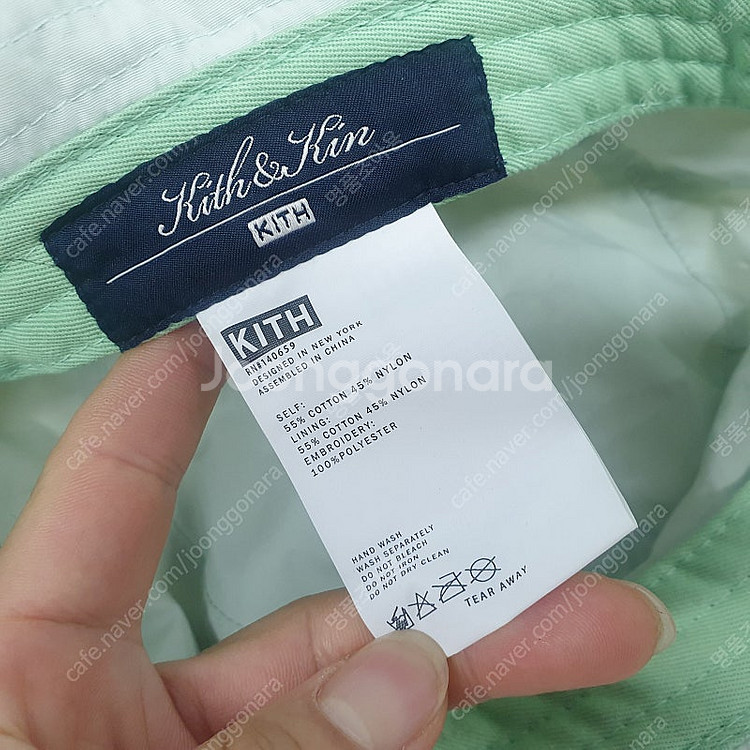 Kith&Kin
KITH
KITH
RN#140659
DESIGNED IN NEW YORK
ASSEMBLED IN CHINA
SELF:
55% COTTON 45% NYLON
LINING:
55% COTTON 45% NYLON
EMBROIDERY:
100%POLYESTER
HAND WASH
WASH SEPARATELY
DO NOT BLEACH
DO NOT IRON
DO NOT DRY CLEAN
TEAR AWAY
Joonggonara
cafe.naver.com/joonggonara